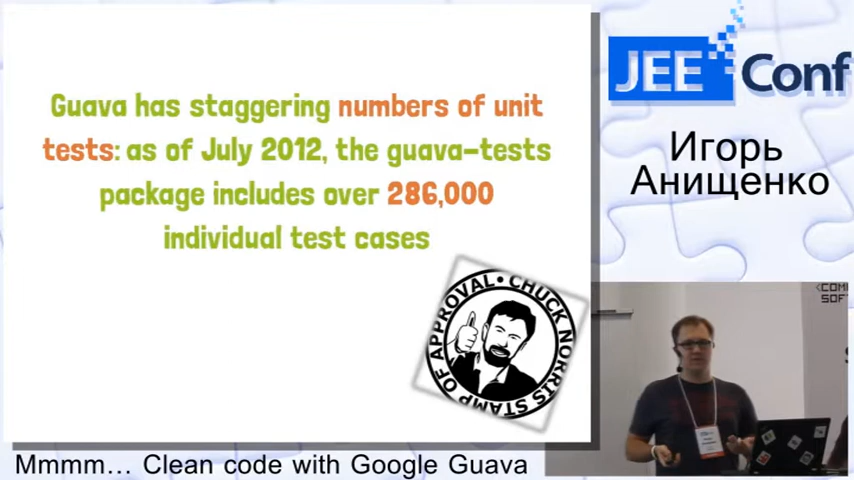 Guava has staggering numbers of unit
tests: as of July 2012, the guava-tests
package includes over 286,000
individual test cases
CHUCK NORRIS STAMP OF APPROVAL
JEE Conf
Игорь
Анищенко
Mmmm... Clean code with Google Guava